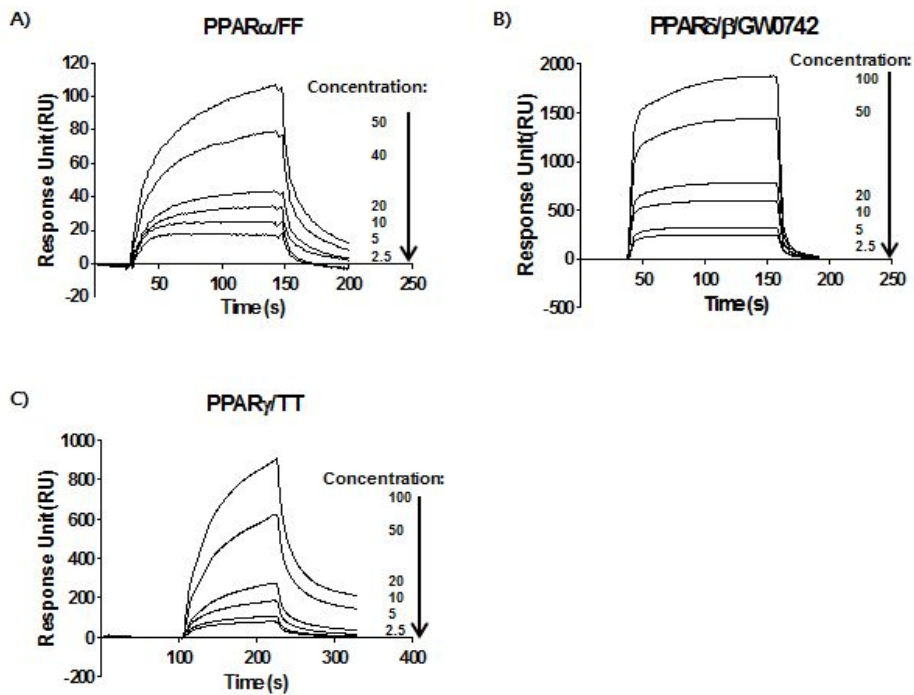 A)
PPARα/FF
120
100
80
60
40
20
0
-20
Response Unit(RU)
50 100 150 200 250
Time (s)
Concentration:
50
40
20
10
5
2.5
B)
PPARδ/β/GW0742
2000
1500
1000
500
0
-500
Response Unit(RU)
50 100 150 200 250
Time (s)
Concentration:
100
50
20
10
5
2.5
C)
PPARγ/TT
1000
800
600
400
200
0
-200
Response Unit(RU)
100 200 300 400
Time (s)
Concentration:
100
50
20
10
5
2.5